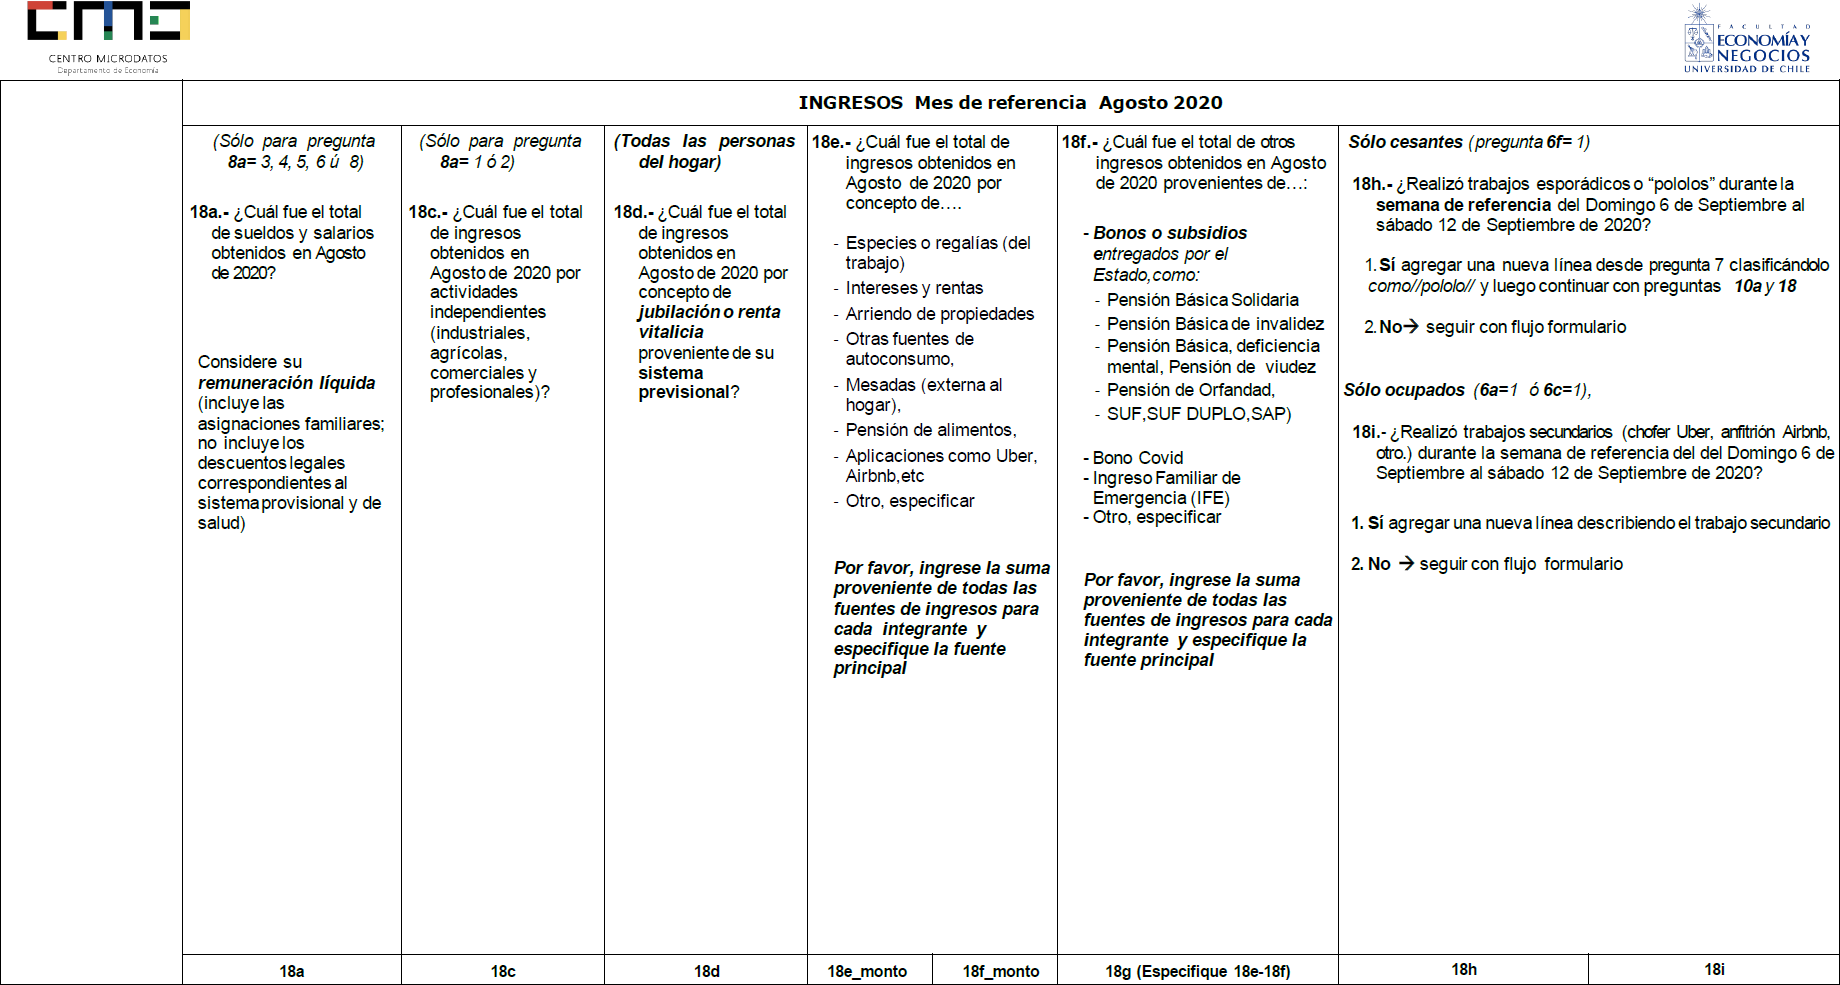 CENTRO MICRODATOS
Departamento de Economía
FACULTAD
ECONOMÍA Y
NEGOCIOS
UNIVERSIDAD DE CHILE
INGRESOS Mes de referencia Agosto 2020
(Sólo para pregunta
8a= 3, 4, 5, 6 ú 8)
18a.- ¿Cuál fue el total
de sueldos y salarios
obtenidos en Agosto
de 2020?
Considere su
remuneración líquida
(incluye las
asignaciones familiares;
no incluye los
descuentos legales
correspondientes al
sistema provisional y de
salud)
(Sólo para pregunta
8a= 1 ó 2)
18c.- ¿Cuál fue el total
de ingresos
obtenidos en
Agosto de 2020 por
actividades
independientes
(industriales,
agrícolas,
comerciales y
profesionales)?
(Todas las personas
del hogar)
18d.- ¿Cuál fue el total
de ingresos
obtenidos en
Agosto de 2020 por
concepto de
jubilación o renta
vitalicia
proveniente de su
sistema
previsional?
18e.- ¿Cuál fue el total de
ingresos obtenidos en
Agosto de 2020 por
concepto de….
- Especies o regalías (del
trabajo)
- Intereses y rentas
- Arriendo de propiedades
- Otras fuentes de
autoconsumo,
- Mesadas (externa al
hogar),
- Pensión de alimentos,
- Aplicaciones como Uber,
Airbnb,etc
- Otro, especificar
Por favor, ingrese la suma
proveniente de todas las
fuentes de ingresos para
cada integrante y
especifique la fuente
principal
18f.- ¿Cuál fue el total de otros
ingresos obtenidos en Agosto
de 2020 provenientes de…:
- Bonos o subsidios
entregados por el
Estado,como:
- Pensión Básica Solidaria
- Pensión Básica de invalidez
- Pensión Básica, deficiencia
mental, Pensión de viudez
- Pensión de Orfandad,
- SUF,SUF DUPLO,SAP)
- Bono Covid
- Ingreso Familiar de
Emergencia (IFE)
- Otro, especificar
Por favor, ingrese la suma
proveniente de todas las
fuentes de ingresos para cada
integrante y especifique la
fuente principal
Sólo cesantes (pregunta 6f= 1)
18h.- ¿Realizó trabajos esporádicos o “pololos” durante la
semana de referencia del Domingo 6 de Septiembre al
sábado 12 de Septiembre de 2020?
1. Sí agregar una nueva línea desde pregunta 7 clasificándolo
como//pololo// y luego continuar con preguntas 10a y 18
2. No→ seguir con flujo formulario
Sólo ocupados (6a=1 ó 6c=1),
18i.- ¿Realizó trabajos secundarios (chofer Uber, anfitrión Airbnb,
otro.) durante la semana de referencia del del Domingo 6 de
Septiembre al sábado 12 de Septiembre de 2020?
1. Sí agregar una nueva línea describiendo el trabajo secundario
2. No → seguir con flujo formulario
18a
18c
18d
18e_monto
18f_monto
18g (Especifique 18e-18f)
18h
18i